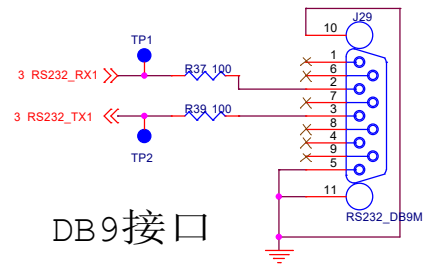 TP1
J29
10
1
3 RS232_RX1
R37 100
6
2
7
3 RS232_TX1
R39 100
3
8
4
TP2
9
5
11
RS232_DB9M
DB9接口